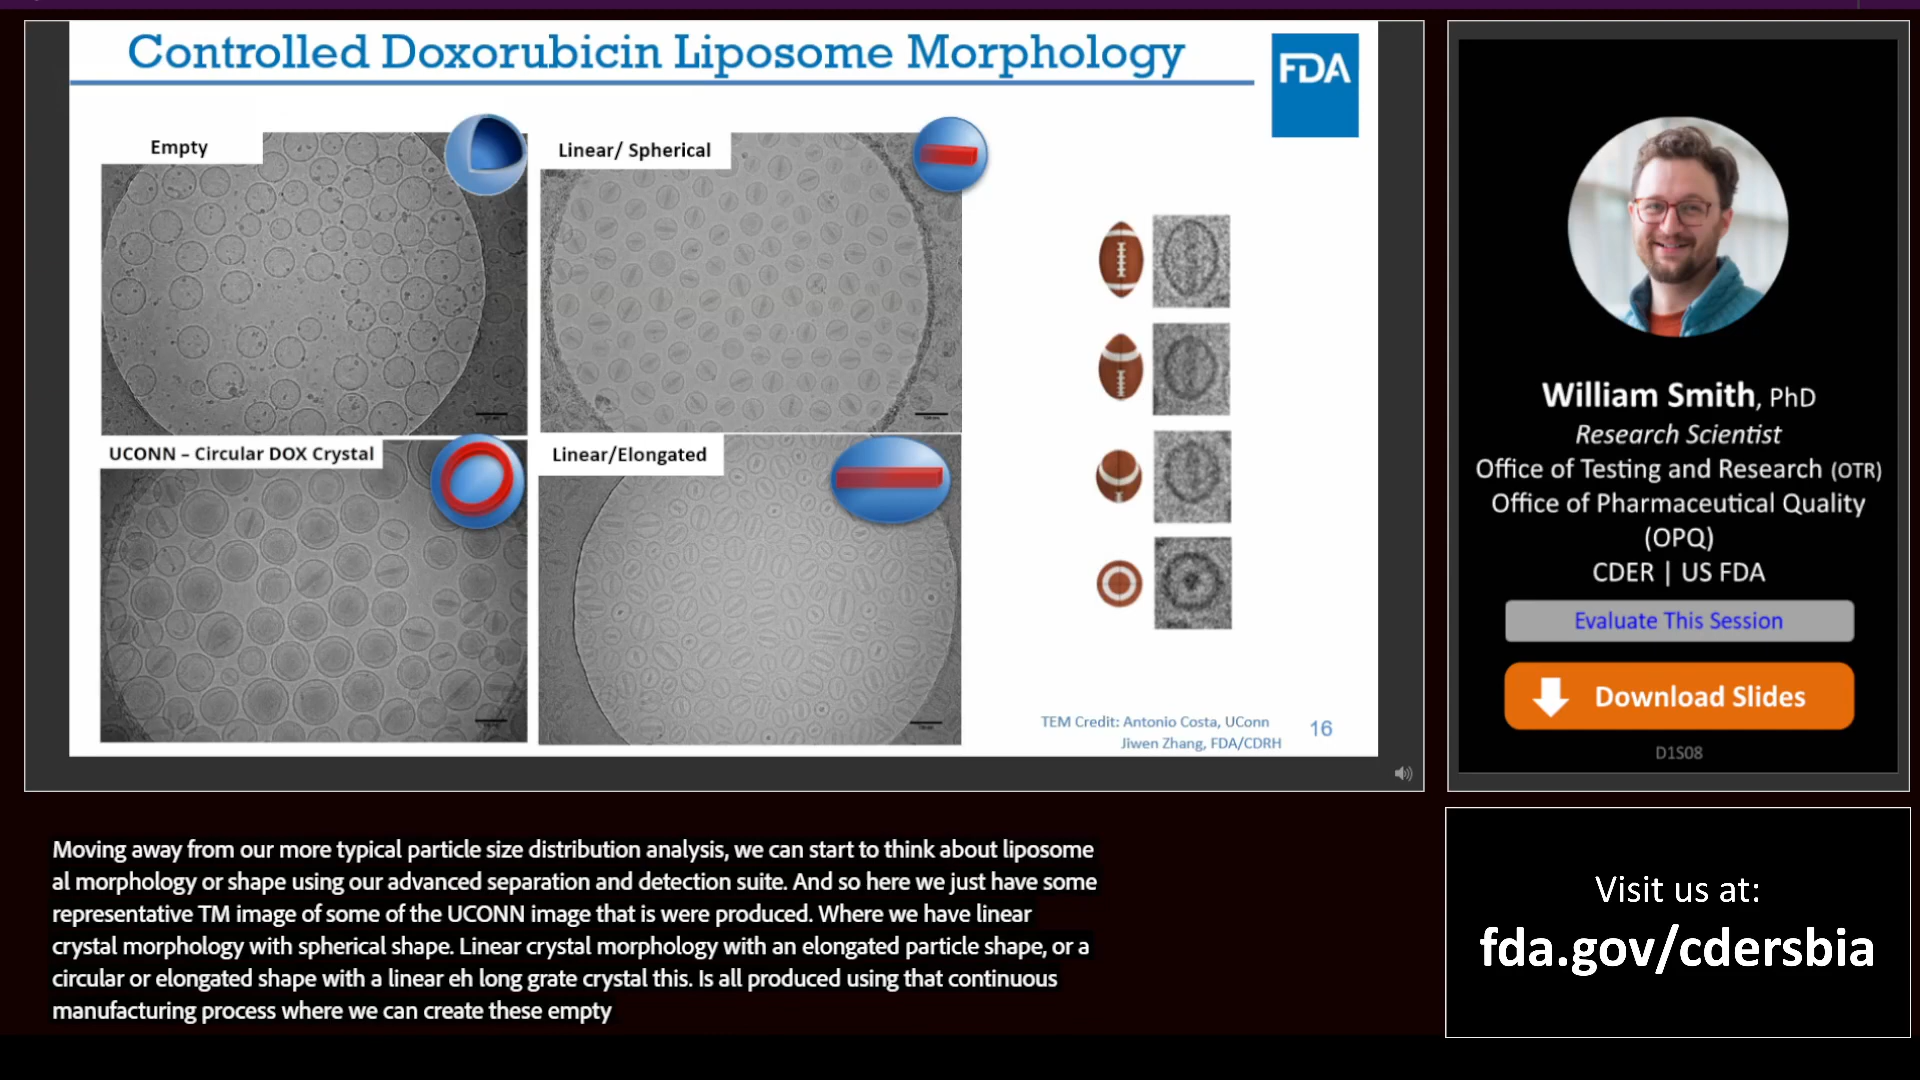 Controlled Doxorubicin Liposome Morphology
FDA
Empty
Linear/ Spherical
UCONN – Circular DOX Crystal
Linear/Elongated
TEM Credit: Antonio Costa, UConn
Jiwen Zhang, FDA/CDRH
16
William Smith, PhD
Research Scientist
Office of Testing and Research (OTR)
Office of Pharmaceutical Quality
(OPQ)
CDER | US FDA
Evaluate This Session
Download Slides
D1S08
Moving away from our more typical particle size distribution analysis, we can start to think about liposome
al morphology or shape using our advanced separation and detection suite. And so here we just have some
representative TM image of some of the UCONN image that is were produced. Where we have linear
crystal morphology with spherical shape. Linear crystal morphology with an elongated particle shape, or a
circular or elongated shape with a linear eh long grate crystal this. Is all produced using that continuous
manufacturing process where we can create these empty
Visit us at:
fda.gov/cdersbia